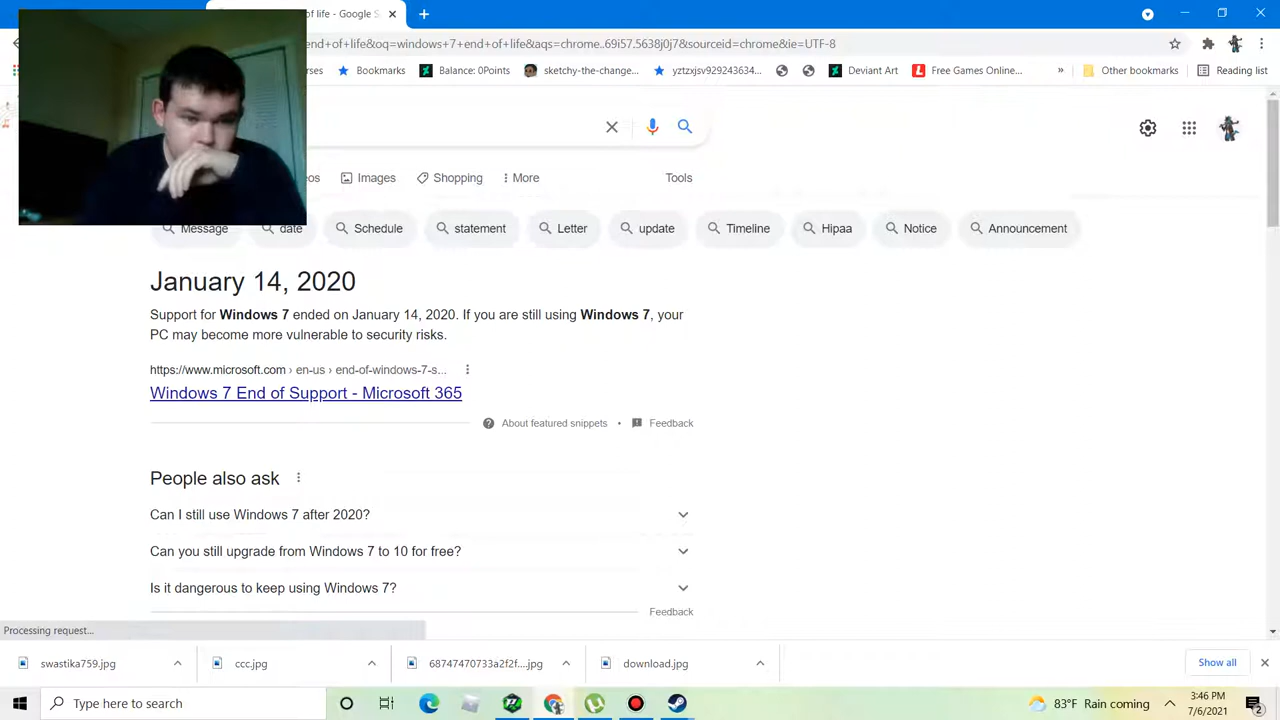 of life - Google S
end of life&oq=windows+7+end+of+life&aqs=chrome..69i57.5638j0j7&sourceid=chrome&ie=UTF-8
Bookmarks
Balance: 0Points
sketchy-the-change...
yztzxjsv929243634...
Deviant Art
Free Games Online...
»
Other bookmarks
Reading list
Images
Shopping
More
Tools
Message
date
Schedule
statement
Letter
update
Timeline
Hipaa
Notice
Announcement
January 14, 2020
Support for Windows 7 ended on January 14, 2020. If you are still using Windows 7, your
PC may become more vulnerable to security risks.
https://www.microsoft.com › en-us › end-of-windows-7-s...
Windows 7 End of Support - Microsoft 365
About featured snippets • Feedback
People also ask
Can I still use Windows 7 after 2020?
Can you still upgrade from Windows 7 to 10 for free?
Is it dangerous to keep using Windows 7?
Feedback
Processing request...
swastika759.jpg
ccc.jpg
68747470733a2f2f....jpg
download.jpg
Show all
Type here to search
83°F Raining coming
3:46 PM
7/6/2021
2